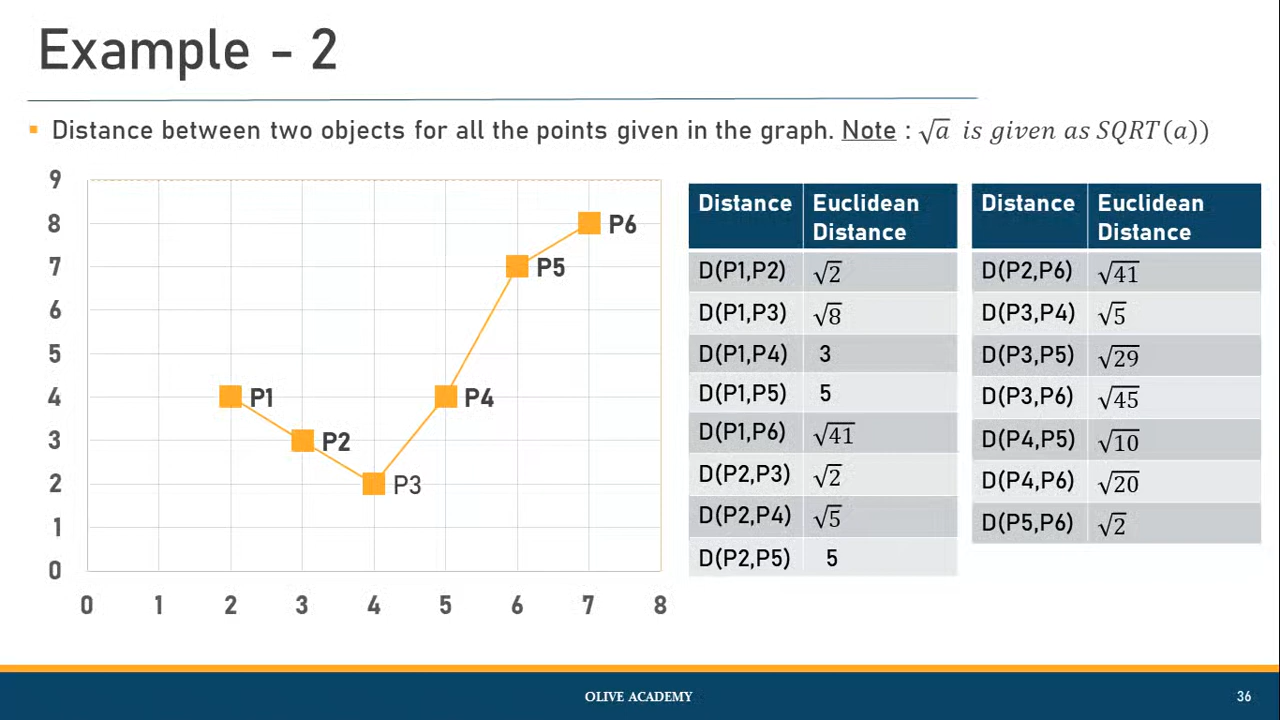 Example - 2
Distance between two objects for all the points given in the graph. Note : √a is given as SQRT(a))
9
8
7
6
5
4
3
2
1
0
0 1 2 3 4 5 6 7 8
P1
P2
P3
P4
P5
P6
Distance Euclidean Distance
D(P1,P2) √2
D(P1,P3) √8
D(P1,P4) 3
D(P1,P5) 5
D(P1,P6) √41
D(P2,P3) √2
D(P2,P4) √5
D(P2,P5) 5
Distance Euclidean Distance
D(P2,P6) √41
D(P3,P4) √5
D(P3,P5) √29
D(P3,P6) √45
D(P4,P5) √10
D(P4,P6) √20
D(P5,P6) √2
OLIVE ACADEMY
36